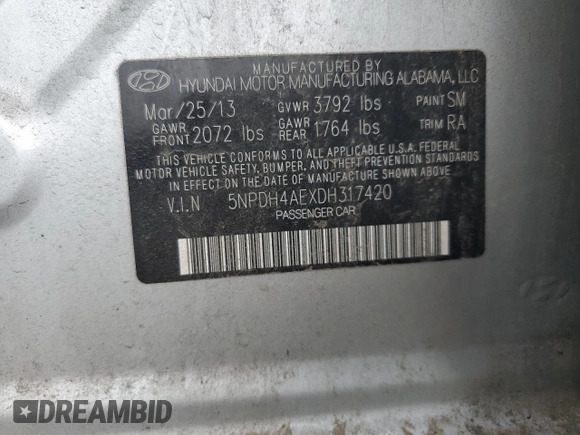 MANUFACTURED BY
HYUNDAI MOTOR MANUFACTURING ALABAMA, LLC
Mar/25/13 GVWR 3792 lbs PAINT SM
GAWR FRONT 2072 lbs GAWR REAR 1764 lbs TRIM RA
THIS VEHICLE CONFORMS TO ALL APPLICABLE U.S.A. FEDERAL
MOTOR VEHICLE SAFETY, BUMPER, AND THEFT PREVENTION STANDARDS
IN EFFECT ON THE DATE OF MANUFACTURE SHOWN ABOVE.
V.I.N 5NPDH4AEXDH317420
PASSENGER CAR
DREAMBID